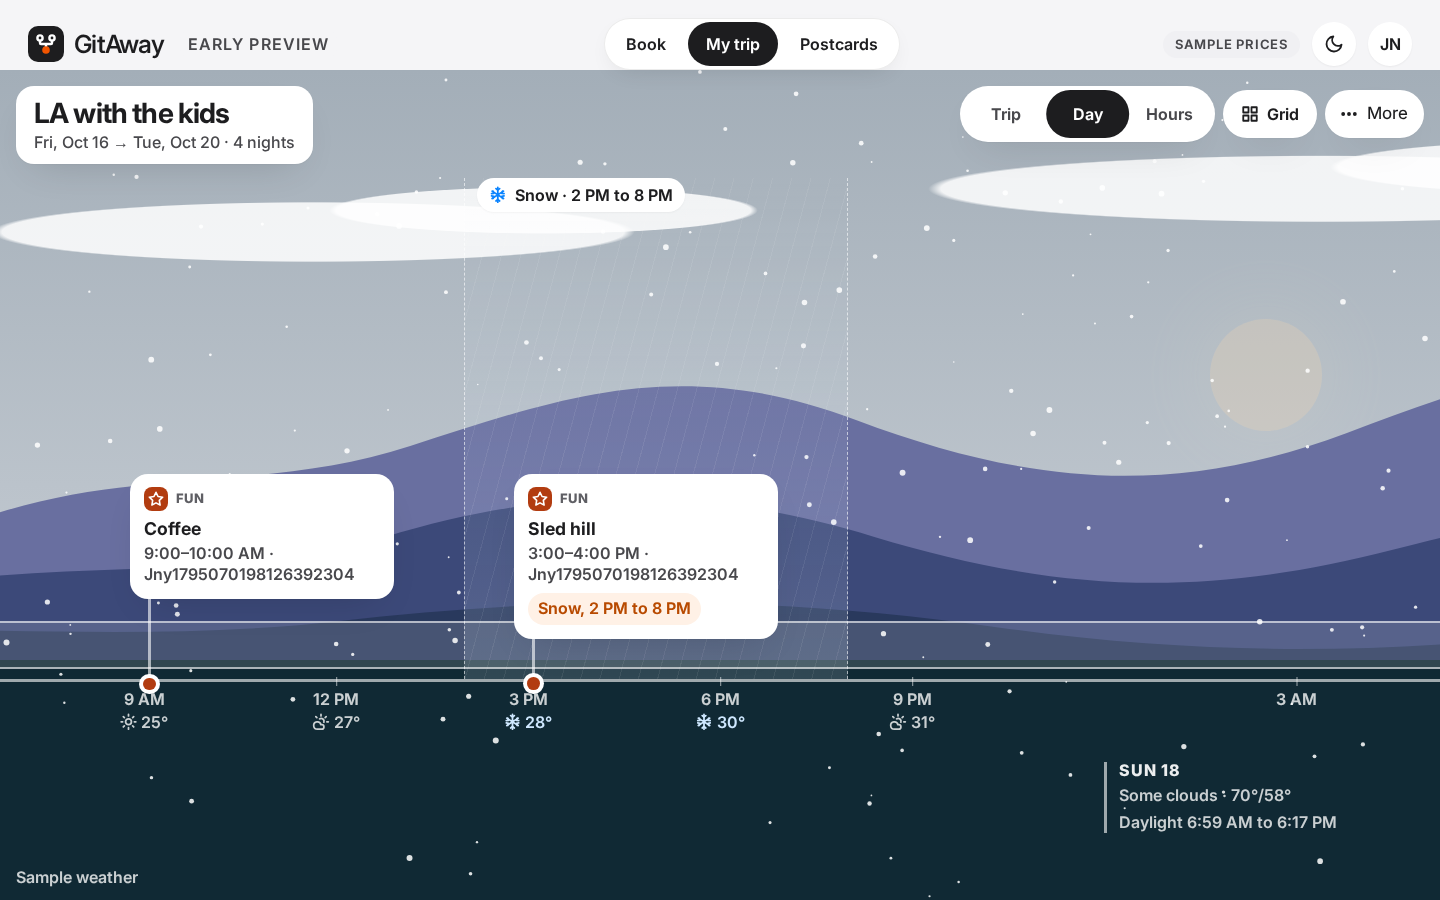 GitAway
EARLY PREVIEW
Book
My trip
Postcards
SAMPLE PRICES
JN
LA with the kids
Fri, Oct 16 → Tue, Oct 20 · 4 nights
Trip
Day
Hours
Grid
More
Snow · 2 PM to 8 PM
FUN
Coffee
9:00–10:00 AM ·
Jny1795070198126392304
FUN
Sled hill
3:00–4:00 PM ·
Jny1795070198126392304
Snow, 2 PM to 8 PM
9 AM
12 PM
3 PM
6 PM
9 PM
3 AM
25°
27°
28°
30°
31°
SUN 18
Some clouds · 70°/58°
Daylight 6:59 AM to 6:17 PM
Sample weather